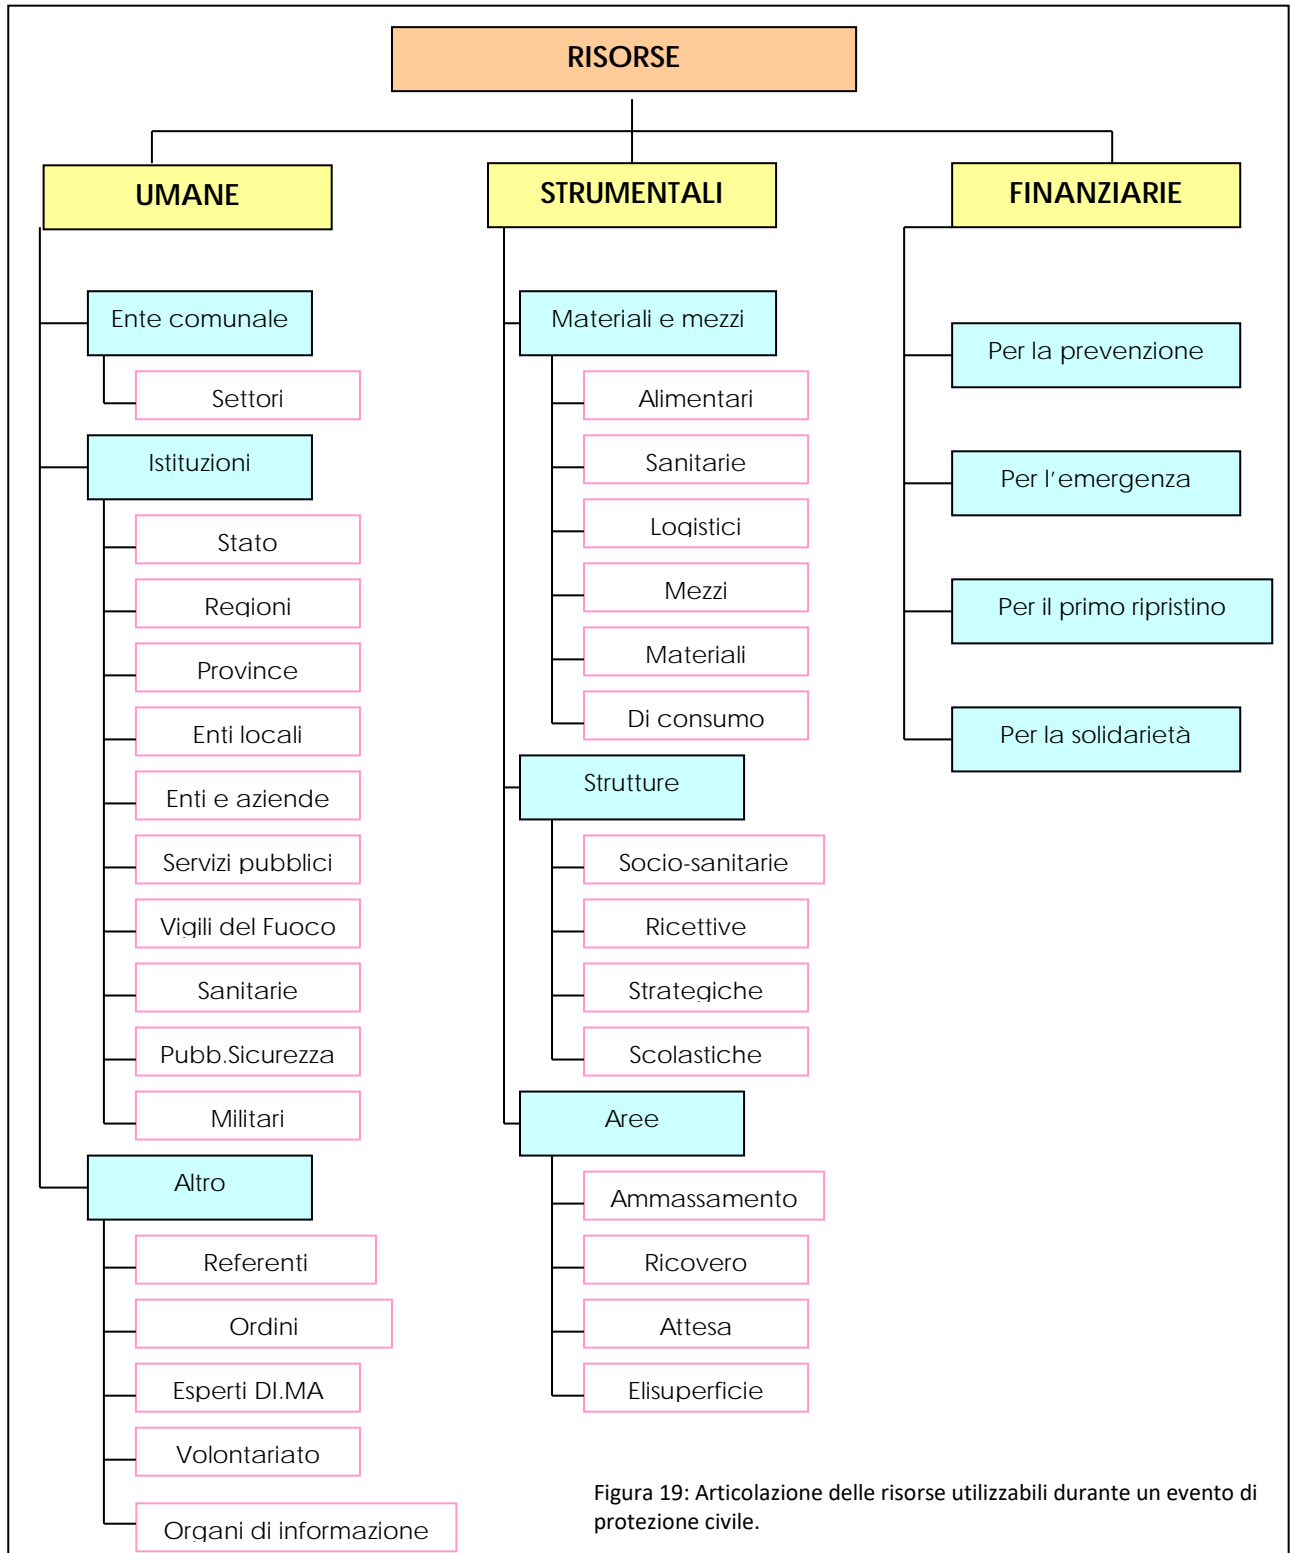 RISORSE
UMANE
Ente comunale
Settori
Istituzioni
Stato
Regioni
Province
Enti locali
Enti e aziende
Servizi pubblici
Vigili del Fuoco
Sanitarie
Pubb.Sicurezza
Militari
Altro
Referenti
Ordini
Esperti DI.MA
Volontariato
Organi di informazione
STRUMENTALI
Materiali e mezzi
Alimentari
Sanitarie
Logistici
Mezzi
Materiali
Di consumo
Strutture
Socio-sanitarie
Ricettive
Strategiche
Scolastiche
Aree
Ammassamento
Ricovero
Attesa
Elisuperficie
FINANZIARIE
Per la prevenzione
Per l'emergenza
Per il primo ripristino
Per la solidarietà
Figura 19: Articolazione delle risorse utilizzabili durante un evento di
protezione civile.